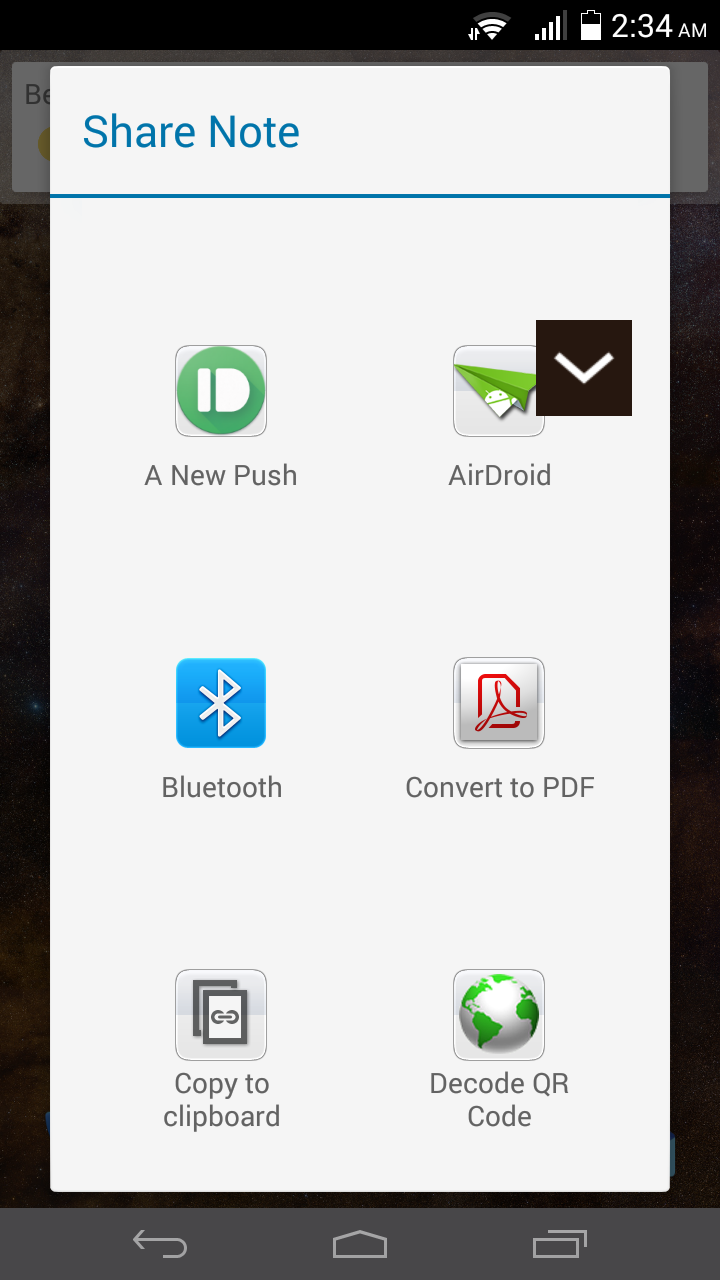 2:34 AM
Be
Share Note
A New Push
AirDroid
Bluetooth
Convert to PDF
Copy to
clipboard
Decode QR
Code